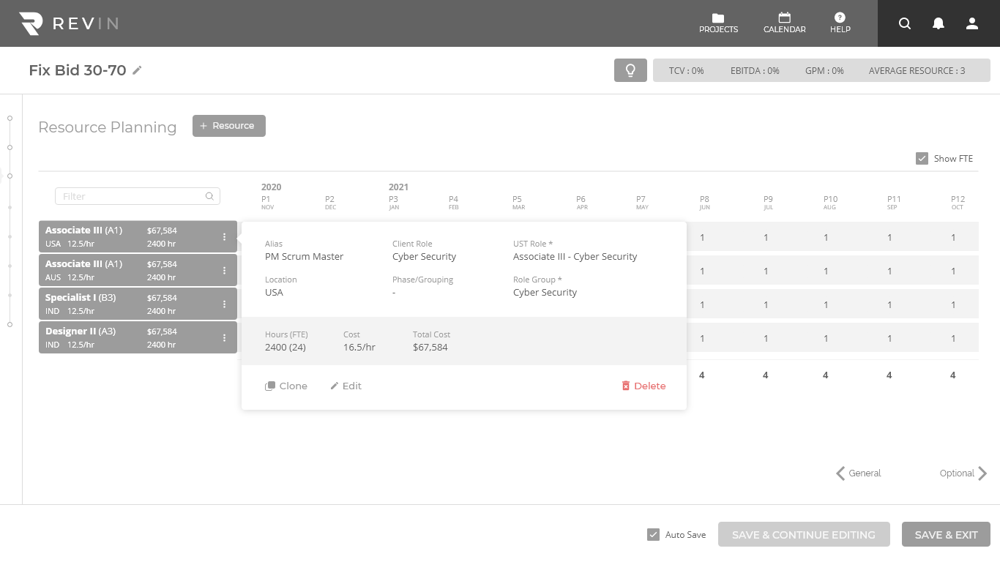 REVIN
PROJECTS
CALENDAR
HELP
Fix Bid 30-70
TCV : 0%
EBITDA : 0%
GPM : 0%
AVERAGE RESOURCE : 3
Resource Planning
+ Resource
Show FTE
2020
2021
Filter
P1
P2
P3
P4
P5
P6
P7
P8
P9
P10
P11
P12
NOV
DEC
JAN
FEB
MAR
APR
MAY
JUN
JUL
AUG
SEP
OCT
Associate III (A1) $67,584
USA 12.5/hr 2400 hr
1 1 1 1 1
Associate III (A1) $67,584
AUS 12.5/hr 2400 hr
1 1 1 1 1
Specialist I (B3) $67,584
IND 12.5/hr 2400 hr
1 1 1 1 1
Designer II (A3) $67,584
IND 12.5/hr 2400 hr
1 1 1 1 1
4 4 4 4 4
Alias
PM Scrum Master
Client Role
Cyber Security
UST Role *
Associate III - Cyber Security
Location
USA
Phase/Grouping
-
Role Group *
Cyber Security
Hours (FTE)
2400 (24)
Cost
16.5/hr
Total Cost
$67,584
Clone
Edit
Delete
General
Optional
Auto Save
SAVE & CONTINUE EDITING
SAVE & EXIT